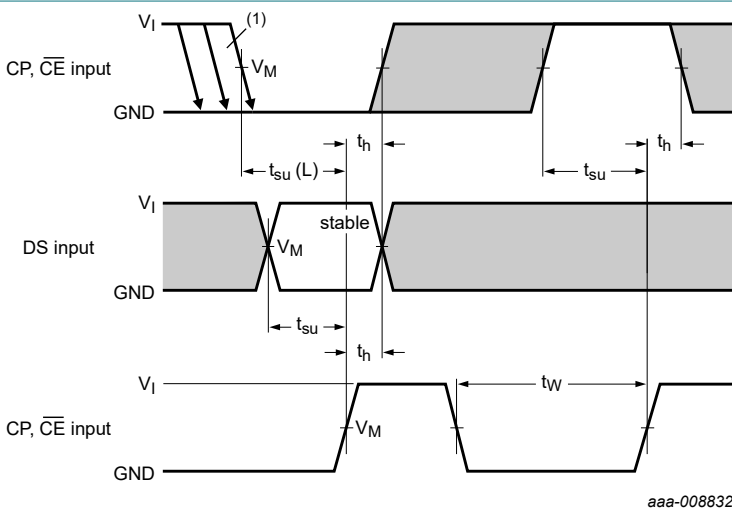 V_I
(1)
CP, C̅E̅ input
V_M
GND
t_h
t_h
t_su (L)
t_su
V_I
stable
DS input
V_M
GND
t_su
t_h
V_I
t_W
CP, C̅E̅ input
V_M
GND
aaa-008832